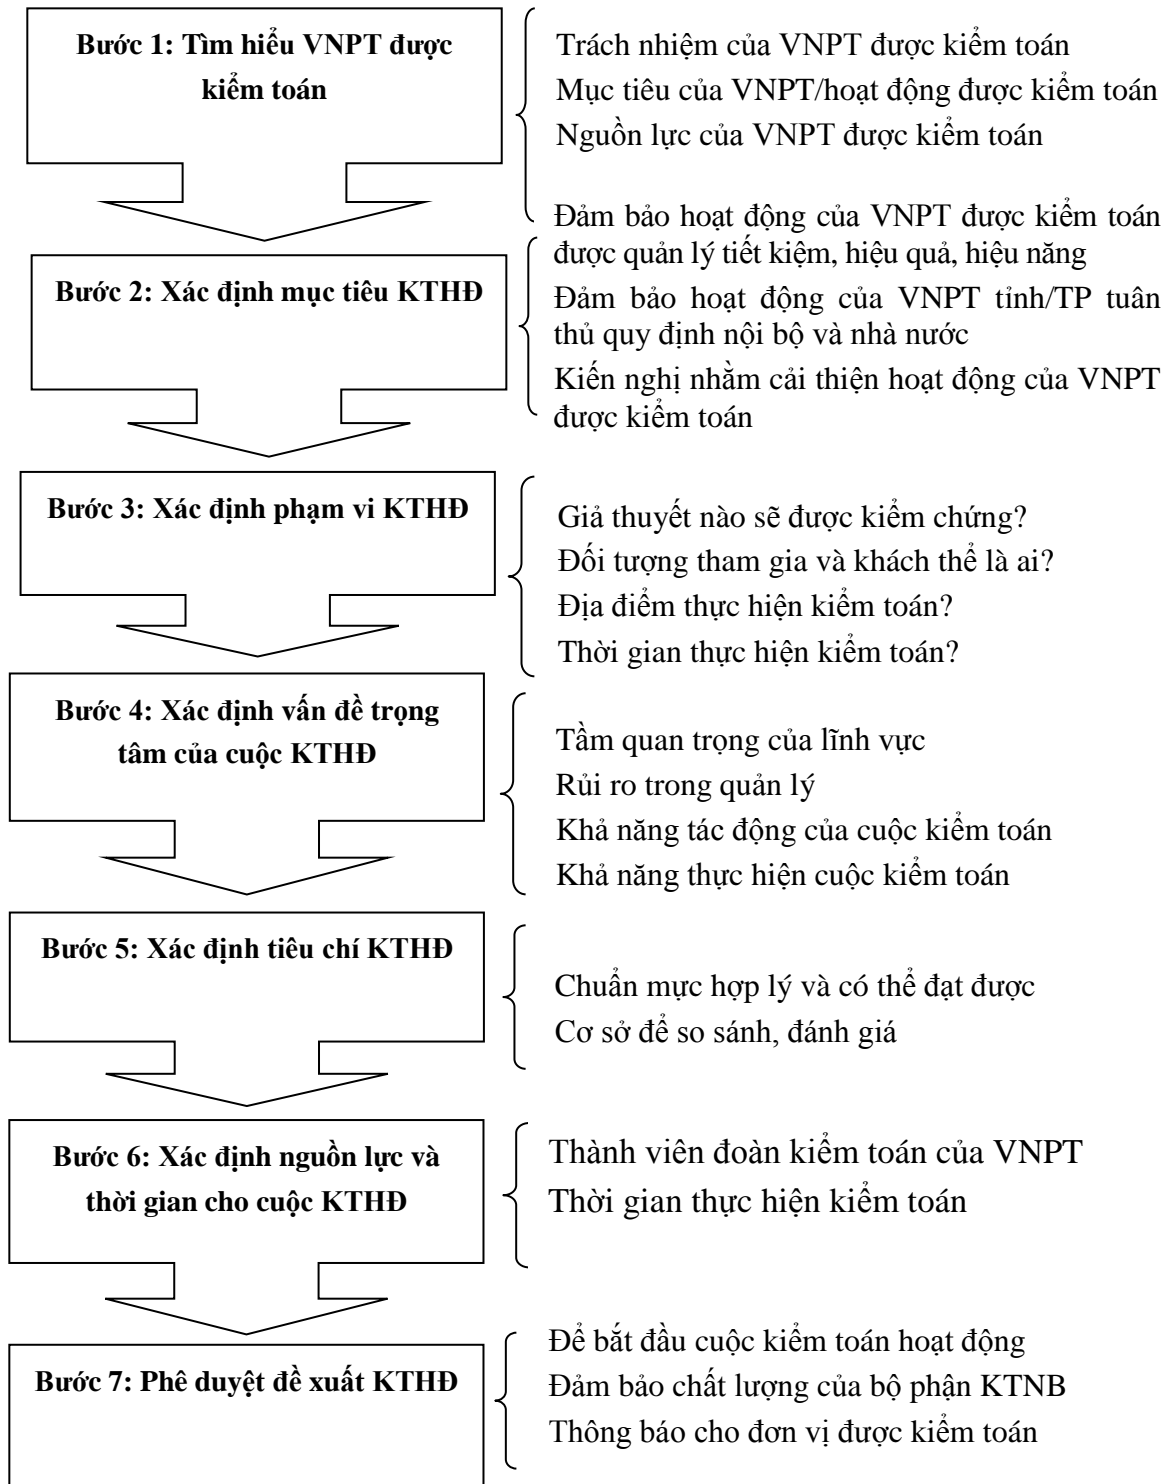 Bước 1: Tìm hiểu VNPT được
kiểm toán
Trách nhiệm của VNPT được kiểm toán
Mục tiêu của VNPT/hoạt động được kiểm toán
Nguồn lực của VNPT được kiểm toán
Bước 2: Xác định mục tiêu KTHĐ
Đảm bảo hoạt động của VNPT được kiểm toán
được quản lý tiết kiệm, hiệu quả, hiệu năng
Đảm bảo hoạt động của VNPT tỉnh/TP tuân
thủ quy định nội bộ và nhà nước
Kiến nghị nhằm cải thiện hoạt động của VNPT
được kiểm toán
Bước 3: Xác định phạm vi KTHĐ
Giả thuyết nào sẽ được kiểm chứng?
Đối tượng tham gia và khách thể là ai?
Địa điểm thực hiện kiểm toán?
Thời gian thực hiện kiểm toán?
Bước 4: Xác định vấn đề trọng
tâm của cuộc KTHĐ
Tầm quan trọng của lĩnh vực
Rủi ro trong quản lý
Khả năng tác động của cuộc kiểm toán
Khả năng thực hiện cuộc kiểm toán
Bước 5: Xác định tiêu chí KTHĐ
Chuẩn mực hợp lý và có thể đạt được
Cơ sở để so sánh, đánh giá
Bước 6: Xác định nguồn lực và
thời gian cho cuộc KTHĐ
Thành viên đoàn kiểm toán của VNPT
Thời gian thực hiện kiểm toán
Bước 7: Phê duyệt đề xuất KTHĐ
Để bắt đầu cuộc kiểm toán hoạt động
Đảm bảo chất lượng của bộ phận KTNB
Thông báo cho đơn vị được kiểm toán